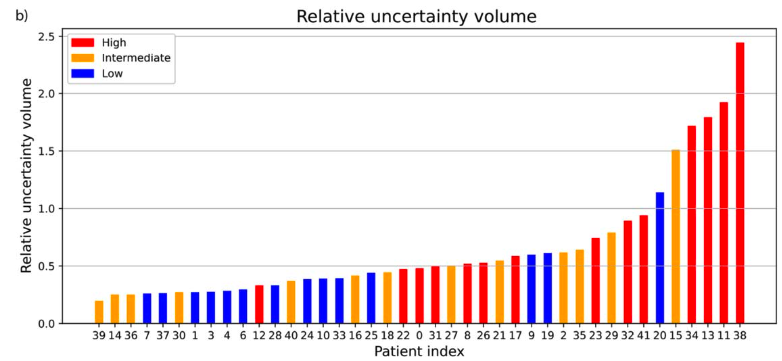 b)
Relative uncertainty volume
2.5
2.0
1.5
1.0
0.5
0.0
Relative uncertainty volume
High
Intermediate
Low
39 14 36 7 37 30 1 3 4 6 12 28 40 24 10 33 16 25 18 22 0 31 27 8 26 21 17 9 19 2 35 23 29 32 41 20 15 34 13 11 38
Patient index